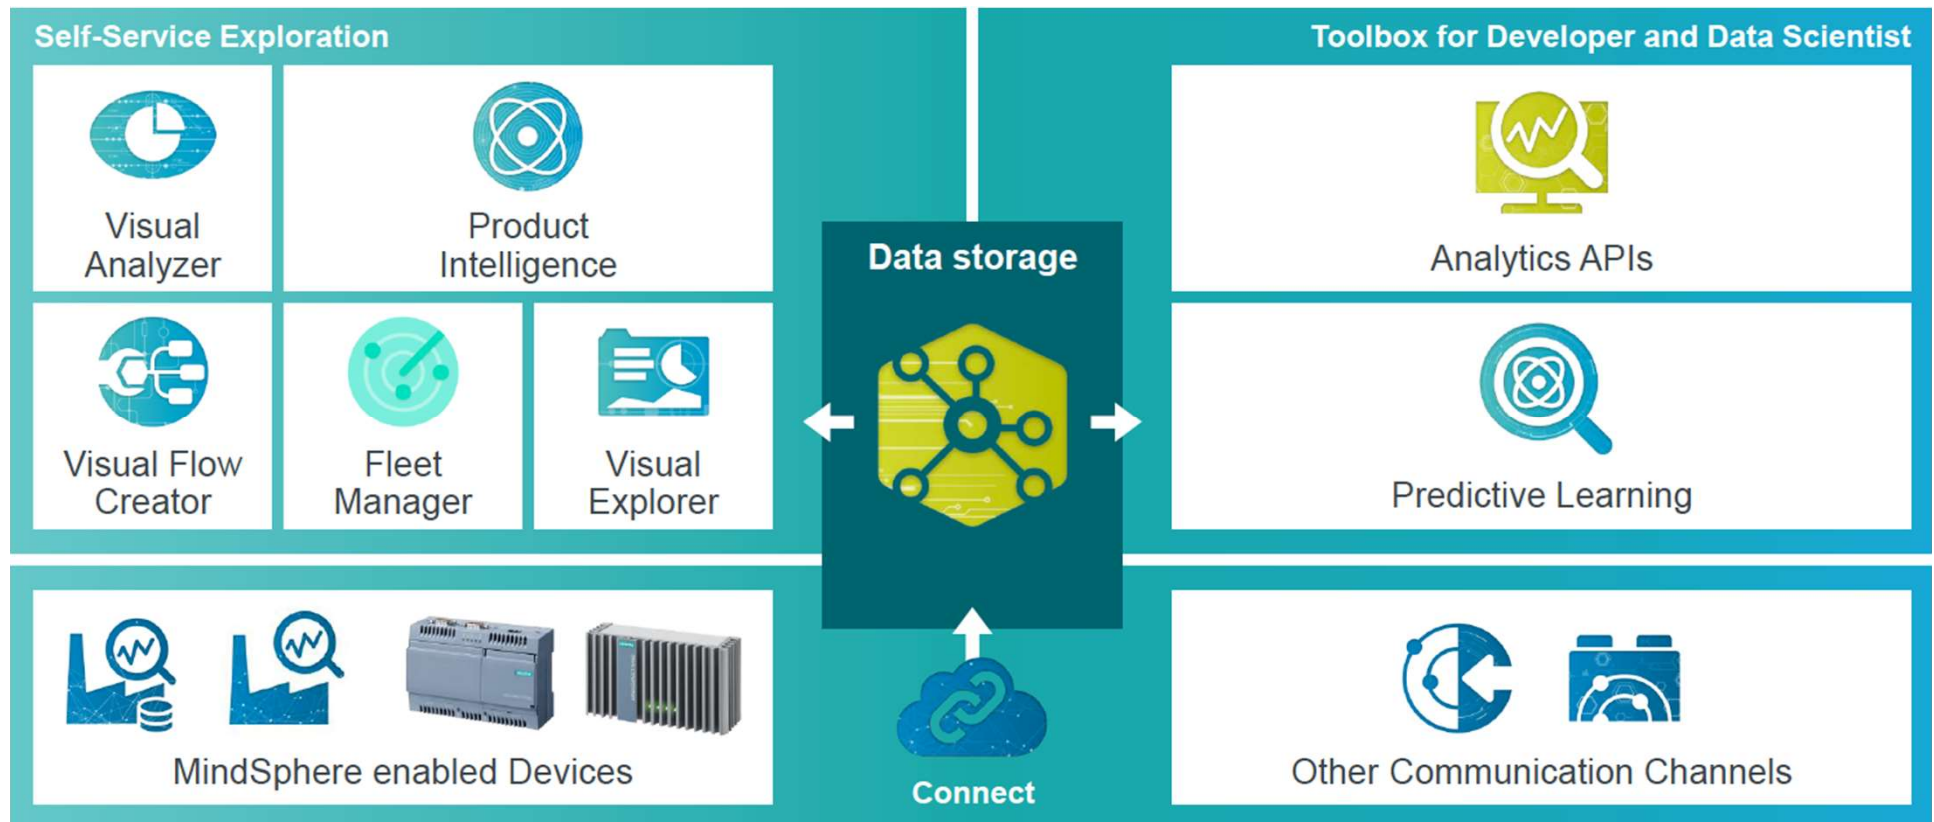 Self-Service Exploration
Toolbox for Developer and Data Scientist
Visual
Analyzer
Product
Intelligence
Visual Flow
Creator
Fleet
Manager
Visual
Explorer
Data storage
Analytics APIs
Predictive Learning
MindSphere enabled Devices
Connect
Other Communication Channels